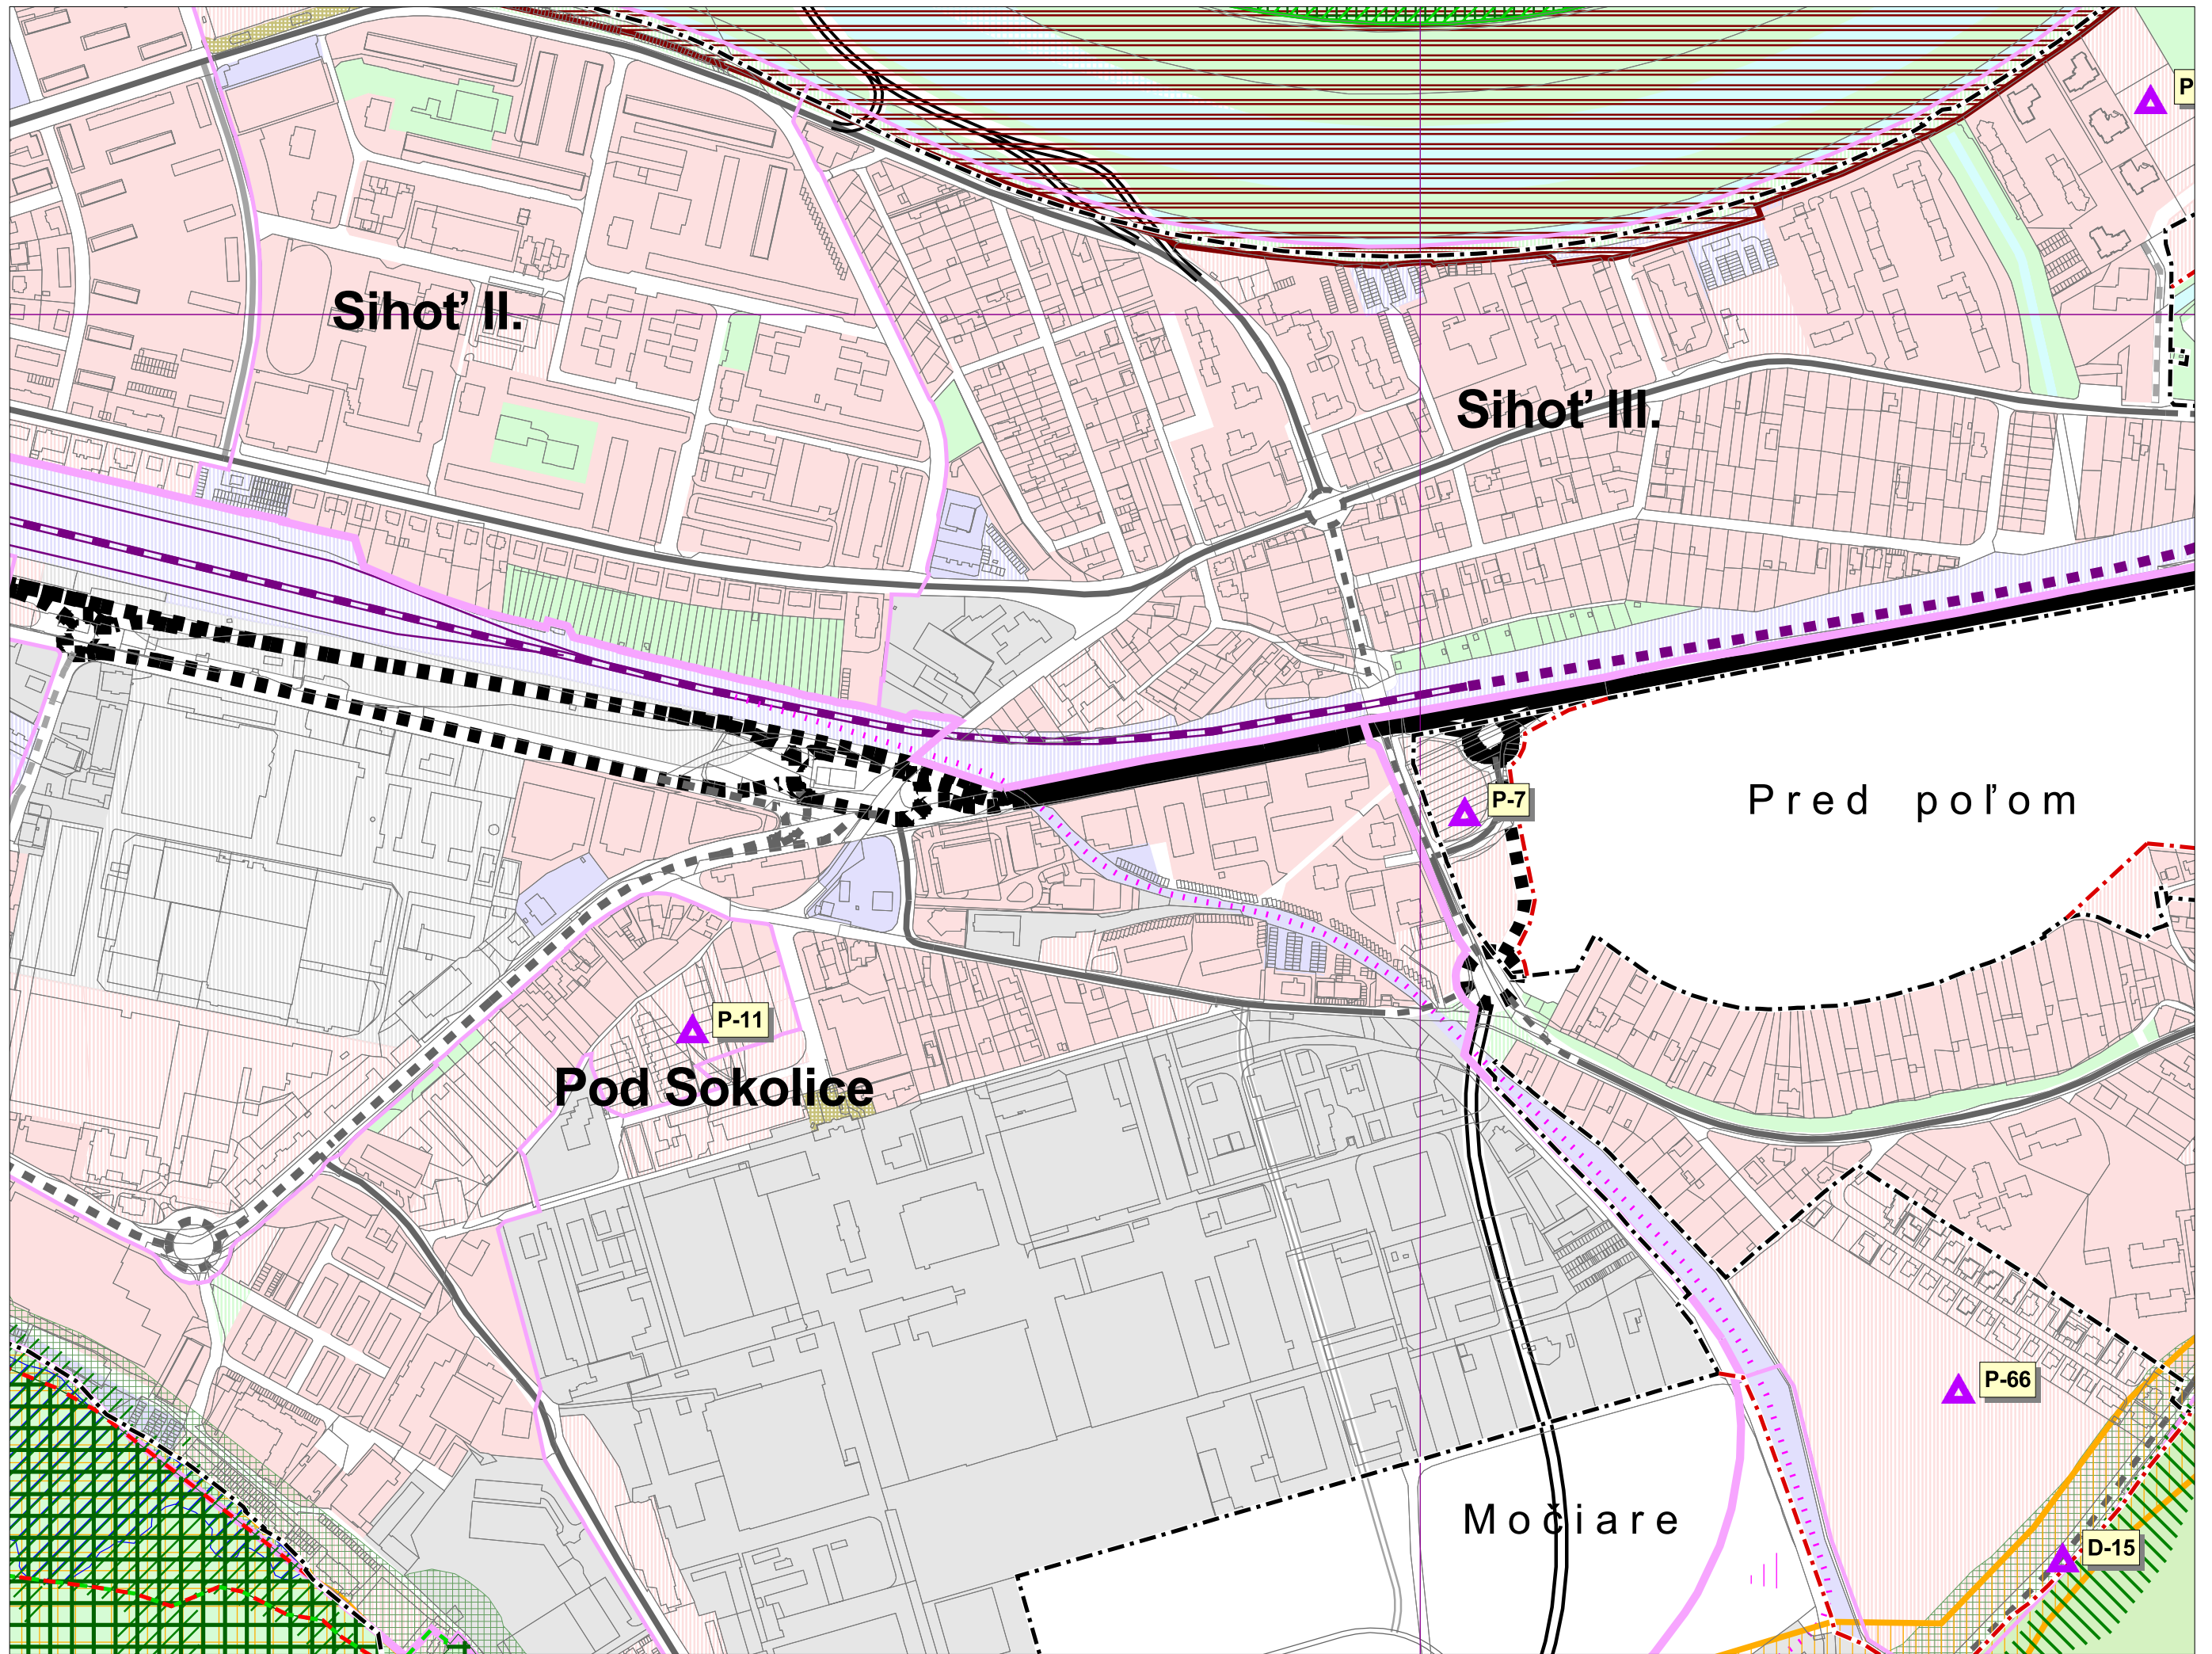 P
Sihoť II.
Sihoť III.
P-7
Pred poľom
P-11
Pod Sokolice
P-66
Močiare
D-15